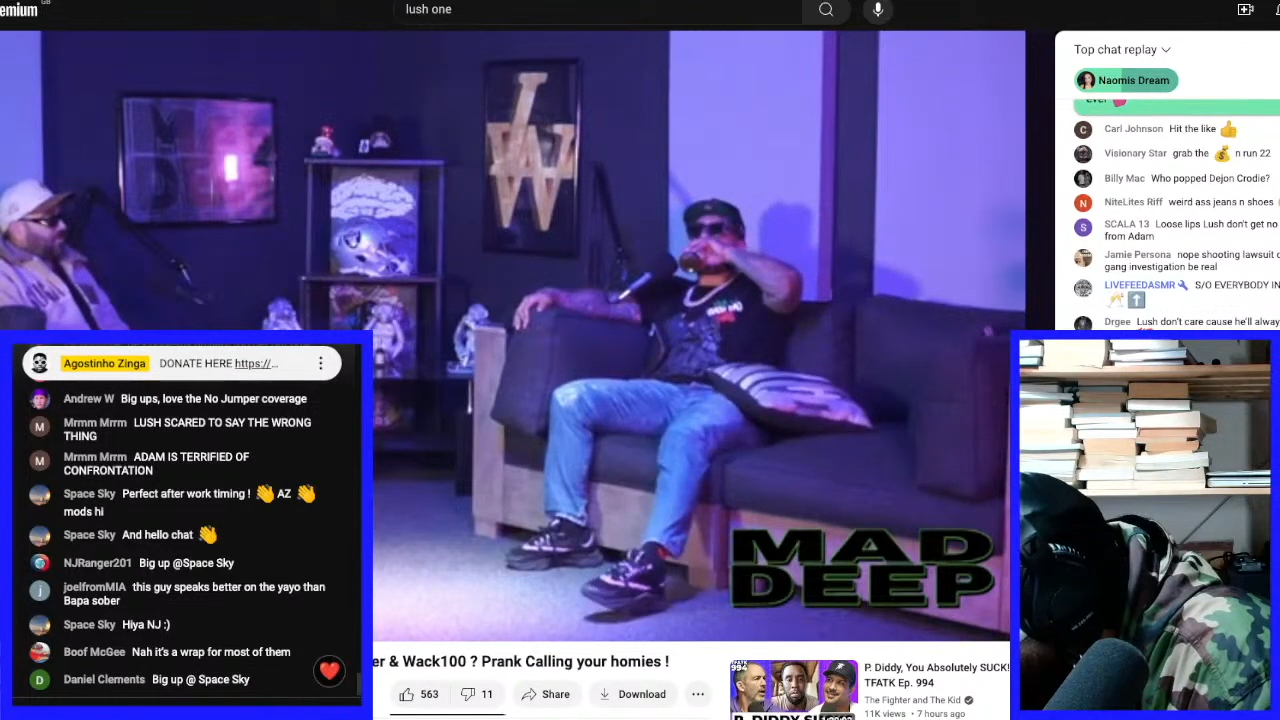 emium GB
lush one
Top chat replay
Naomis Dream
ever
Carl Johnson Hit the like
Visionary Star grab the n run 22
Billy Mac Who popped Dejon Crodie?
NiteLites Riff weird ass jeans n shoes
SCALA 13 Loose lips Lush don't get no
from Adam
Jamie Persona nope shooting lawsuit
gang investigation be real
LIVEFEEDASMR S/O EVERYBODY IN
Drgee Lush don't care cause he'll always
LA
W
MAD
DEEP
Agostinho Zinga DONATE HERE https://...
Andrew W Big ups, love the No Jumper coverage
Mrmm Mrrm LUSH SCARED TO SAY THE WRONG
THING
Mrmm Mrrm ADAM IS TERRIFIED OF
CONFRONTATION
Space Sky Perfect after work timing ! AZ
mods hi
Space Sky And hello chat
NJRanger201 Big up @Space Sky
joelfromMIA this guy speaks better on the yayo than
Bapa sober
Space Sky Hiya NJ :)
Boof McGee Nah it's a wrap for most of them
Daniel Clements Big up @ Space Sky
er & Wack100 ? Prank Calling your homies !
563
11
Share
Download
TFATK
994
P. DIDDY SU
P. Diddy, You Absolutely SUCK!
TFATK Ep. 994
The Fighter and The Kid
11K views • 7 hours ago